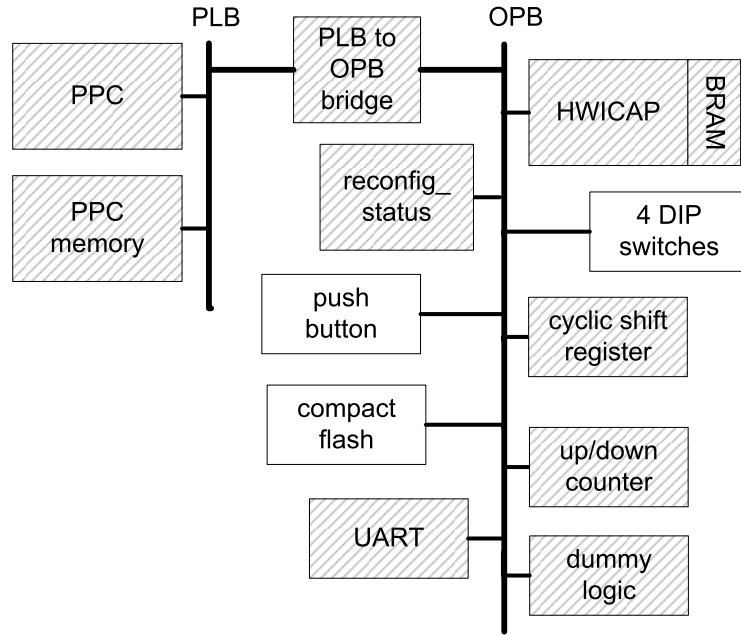 PLB
OPB
PPC
PLB to
OPB
bridge
HWICAP
BRAM
PPC
memory
reconfig_
status
4 DIP
switches
push
button
cyclic shift
register
compact
flash
up/down
counter
UART
dummy
logic